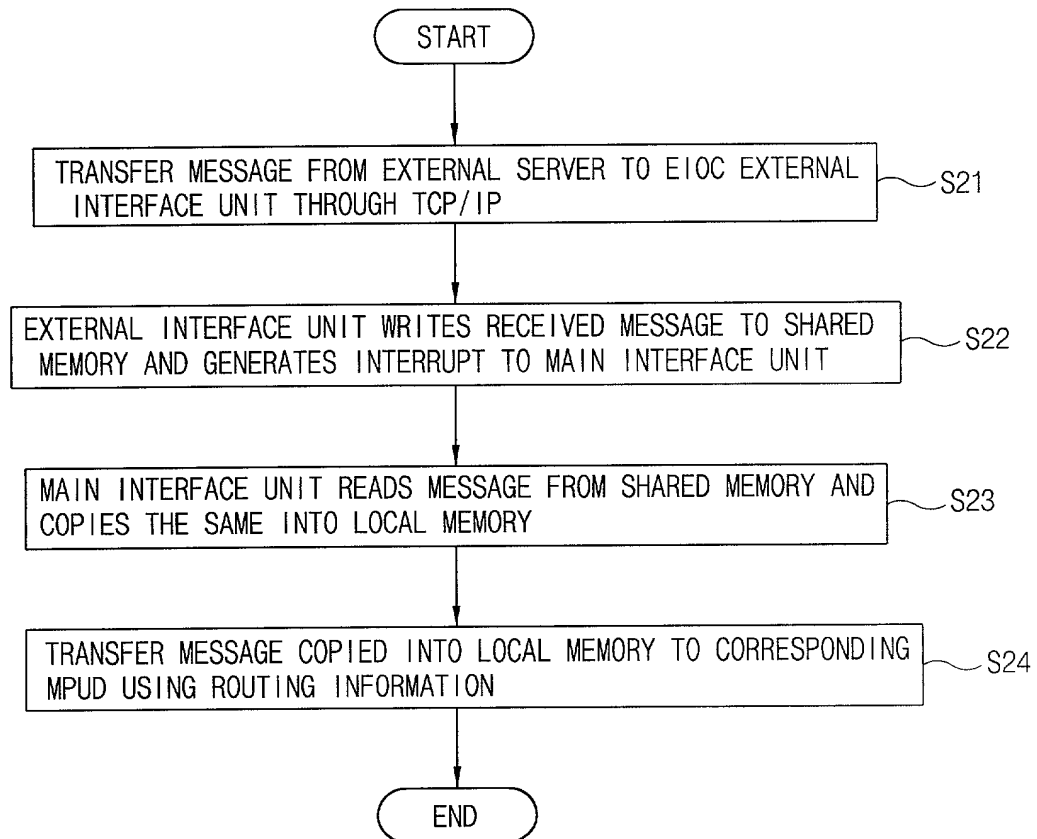 START
TRANSFER MESSAGE FROM EXTERNAL SERVER TO EIOC EXTERNAL
INTERFACE UNIT THROUGH TCP/IP
S21
EXTERNAL INTERFACE UNIT WRITES RECEIVED MESSAGE TO SHARED
MEMORY AND GENERATES INTERRUPT TO MAIN INTERFACE UNIT
S22
MAIN INTERFACE UNIT READS MESSAGE FROM SHARED MEMORY AND
COPIES THE SAME INTO LOCAL MEMORY
S23
TRANSFER MESSAGE COPIED INTO LOCAL MEMORY TO CORRESPONDING
MPUD USING ROUTING INFORMATION
S24
END